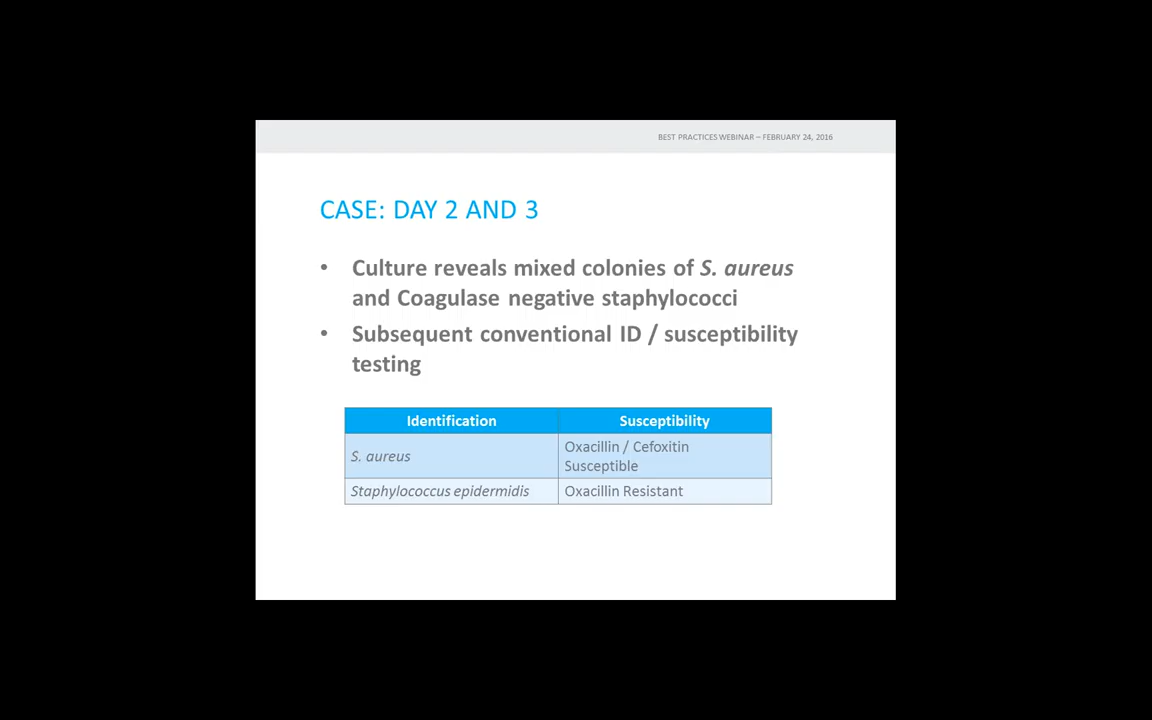 BEST PRACTICES WEBINAR – FEBRUARY 24, 2016
CASE: DAY 2 AND 3
• Culture reveals mixed colonies of S. aureus
and Coagulase negative staphylococci
• Subsequent conventional ID / susceptibility
testing
Identification Susceptibility
S. aureus Oxacillin / Cefoxitin
Susceptible
Staphylococcus epidermidis Oxacillin Resistant